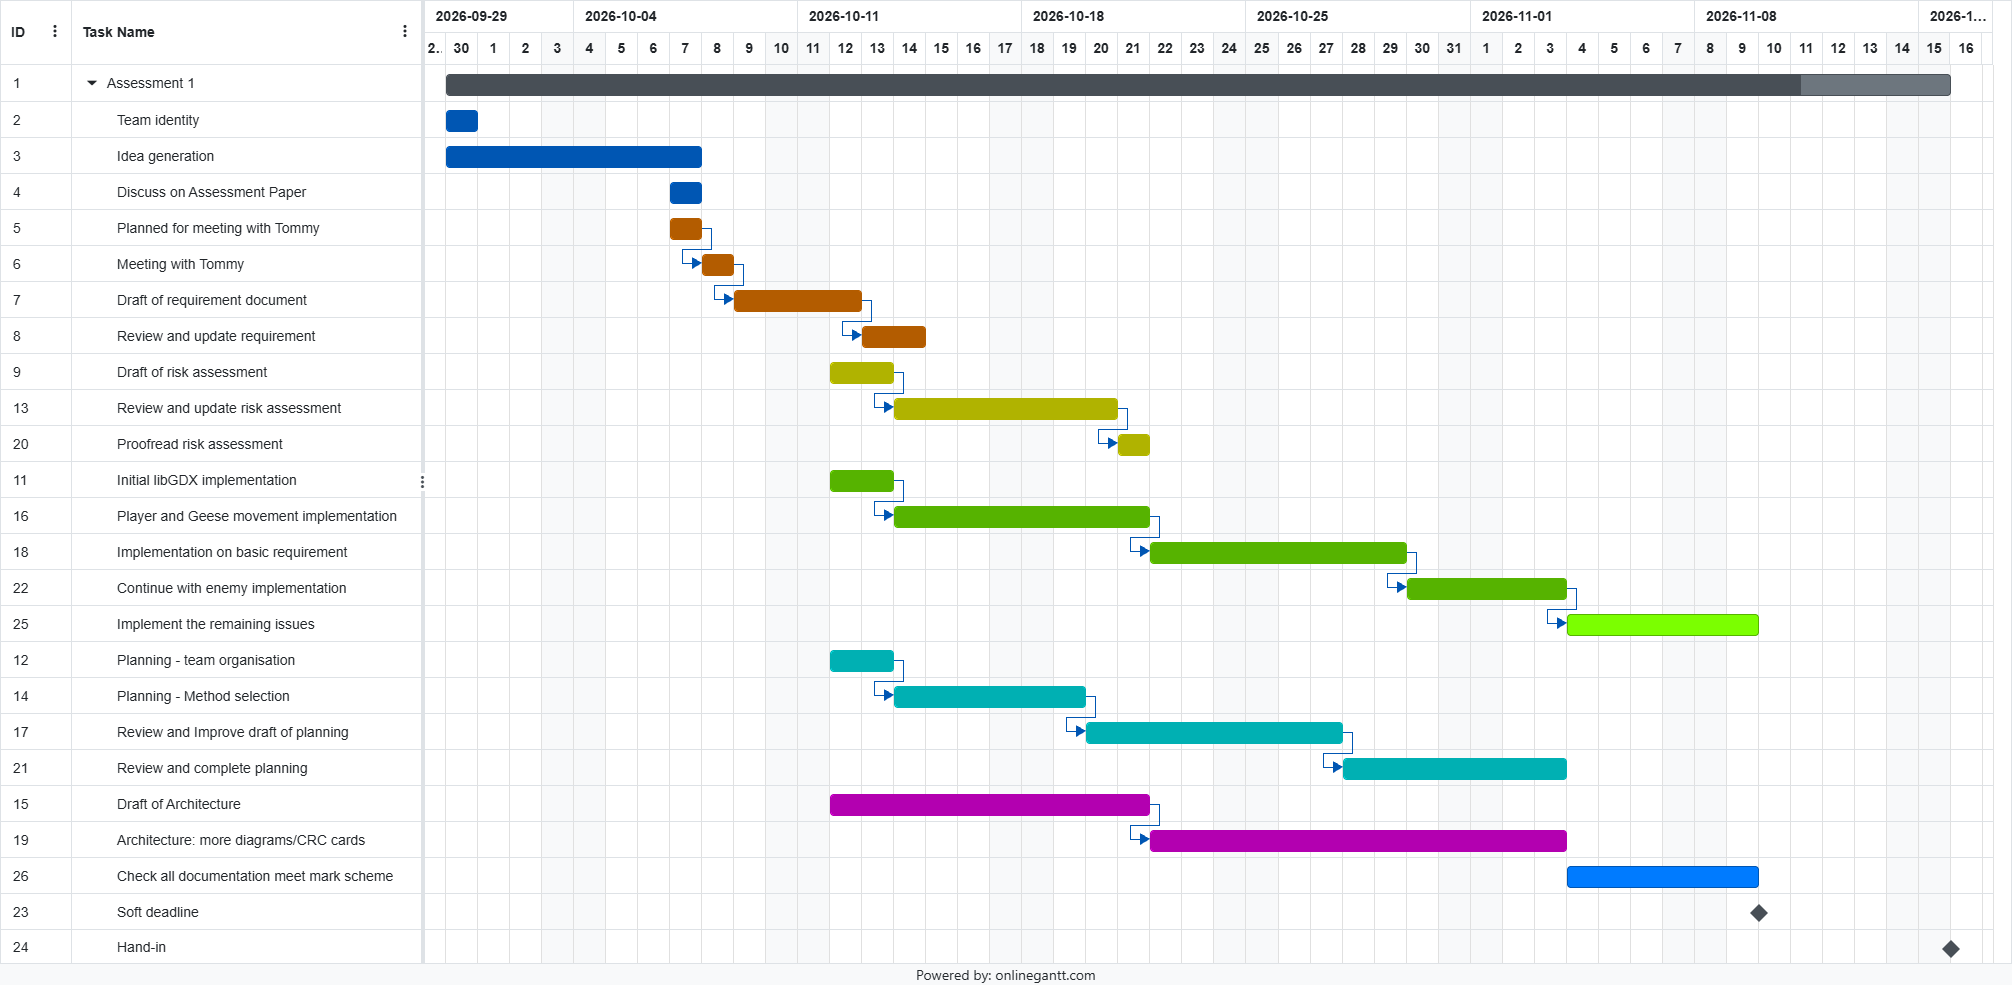 ID Task Name 2026-09-29 2026-10-04 2026-10-11 2026-10-18 2026-10-25 2026-11-01 2026-11-08 2026-1...
2.. 30 1 2 3 4 5 6 7 8 9 10 11 12 13 14 15 16 17 18 19 20 21 22 23 24 25 26 27 28 29 30 31 1 2 3 4 5 6 7 8 9 10 11 12 13 14 15 16
1 Assessment 1
2 Team identity
3 Idea generation
4 Discuss on Assessment Paper
5 Planned for meeting with Tommy
6 Meeting with Tommy
7 Draft of requirement document
8 Review and update requirement
9 Draft of risk assessment
13 Review and update risk assessment
20 Proofread risk assessment
11 Initial libGDX implementation
16 Player and Geese movement implementation
18 Implementation on basic requirement
22 Continue with enemy implementation
25 Implement the remaining issues
12 Planning - team organisation
14 Planning - Method selection
17 Review and Improve draft of planning
21 Review and complete planning
15 Draft of Architecture
19 Architecture: more diagrams/CRC cards
26 Check all documentation meet mark scheme
23 Soft deadline
24 Hand-in
Powered by: onlinegantt.com